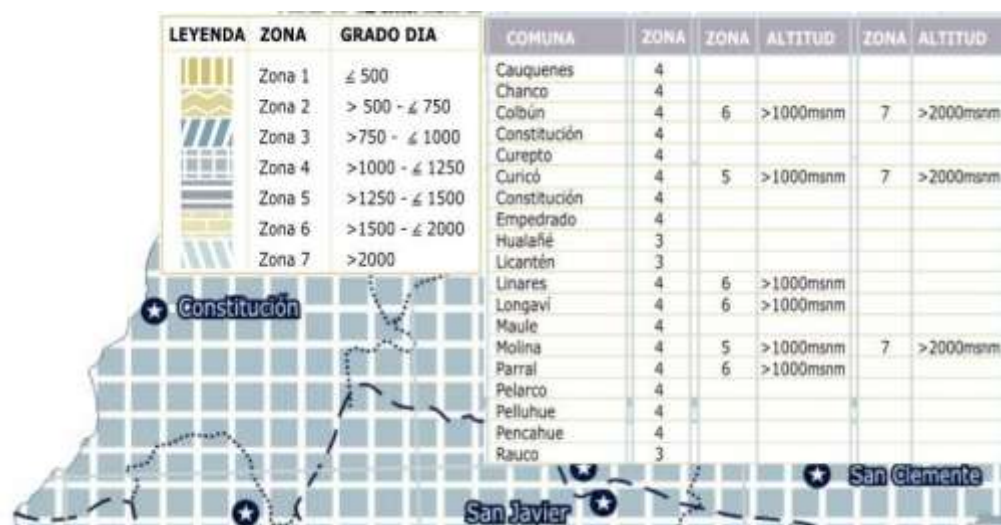 LEYENDA ZONA GRADO DIA
Zona 1 ≰ 500
Zona 2 > 500 - ≰ 750
Zona 3 >750 - ≰ 1000
Zona 4 >1000 - ≰ 1250
Zona 5 >1250 - ≰ 1500
Zona 6 >1500 - ≰ 2000
Zona 7 >2000
COMUNA ZONA ZONA ALTITUD ZONA ALTITUD
Cauquenes 4
Chanco 4
Colbún 4 6 >1000msnm 7 >2000msnm
Constitución 4
Curepto 4
Curicó 4 5 >1000msnm 7 >2000msnm
Constitución 4
Empedrado 4
Hualañé 3
Licantén 3
Linares 4 6 >1000msnm
Longaví 4 6 >1000msnm
Maule 4
Molina 4 5 >1000msnm 7 >2000msnm
Parral 4 6 >1000msnm
Pelarco 4
Pelluhue 4
Pencahue 4
Rauco 3
Constitución
San Clemente
San Javier